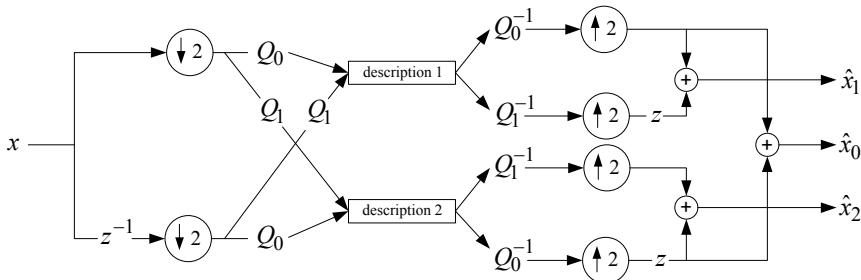 x
↓ 2
Q₀
Q₁
Q₁
z⁻¹
↓ 2
Q₀
description 1
description 2
Q₀⁻¹
↑ 2
Q₁⁻¹
↑ 2
z
+
x̂₁
+
x̂₀
Q₁⁻¹
↑ 2
+
x̂₂
Q₀⁻¹
↑ 2
z